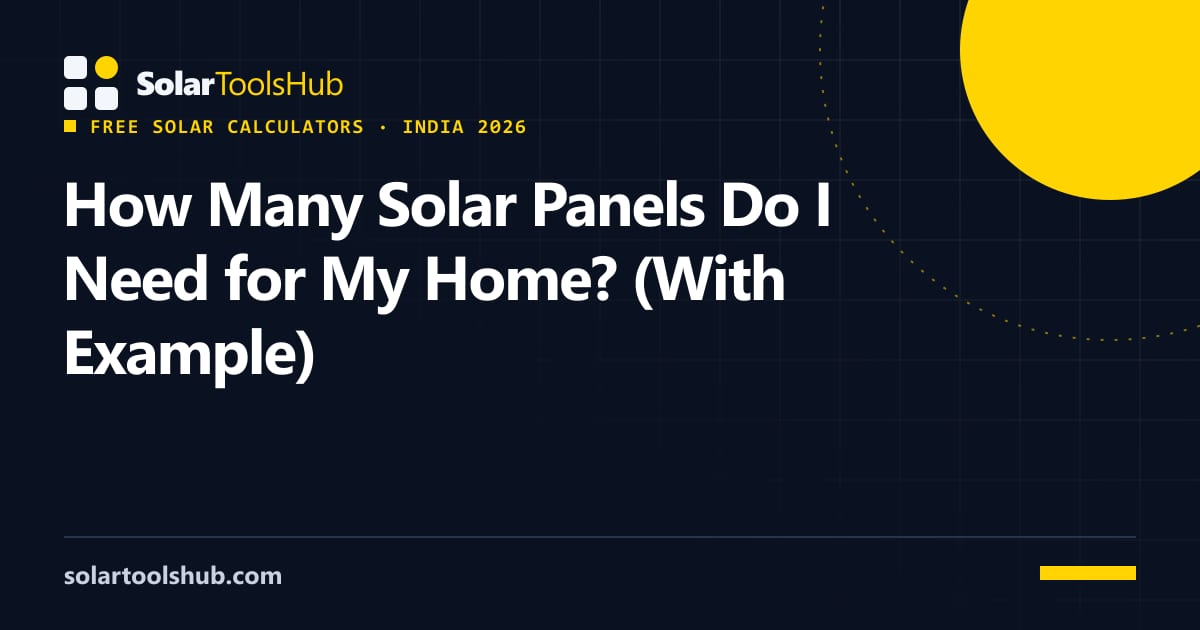 SolarToolsHub
FREE SOLAR CALCULATORS · INDIA 2026
How Many Solar Panels Do I
Need for My Home? (With
Example)
solartoolshub.com